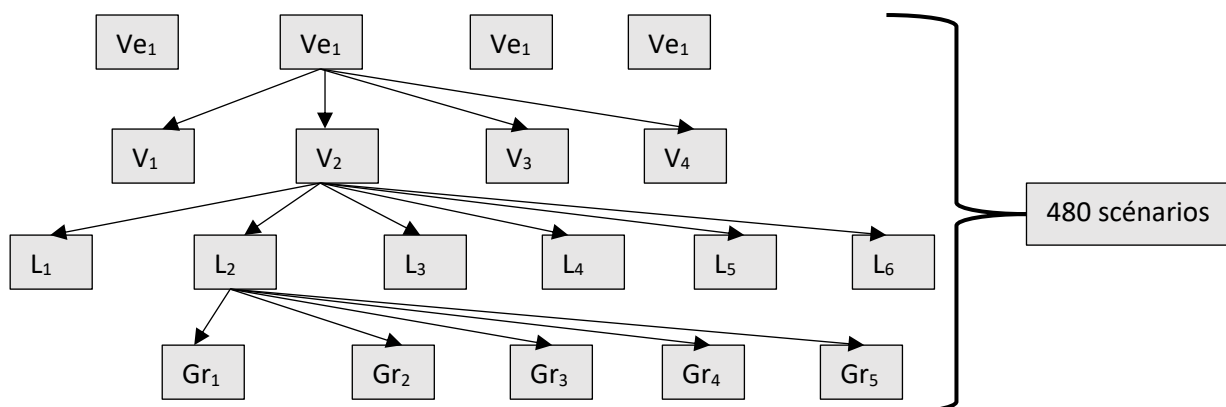 Ve₁ Ve₁ Ve₁ Ve₁
V₁ V₂ V₃ V₄
480 scénarios
L₁ L₂ L₃ L₄ L₅ L₆
Gr₁ Gr₂ Gr₃ Gr₄ Gr₅